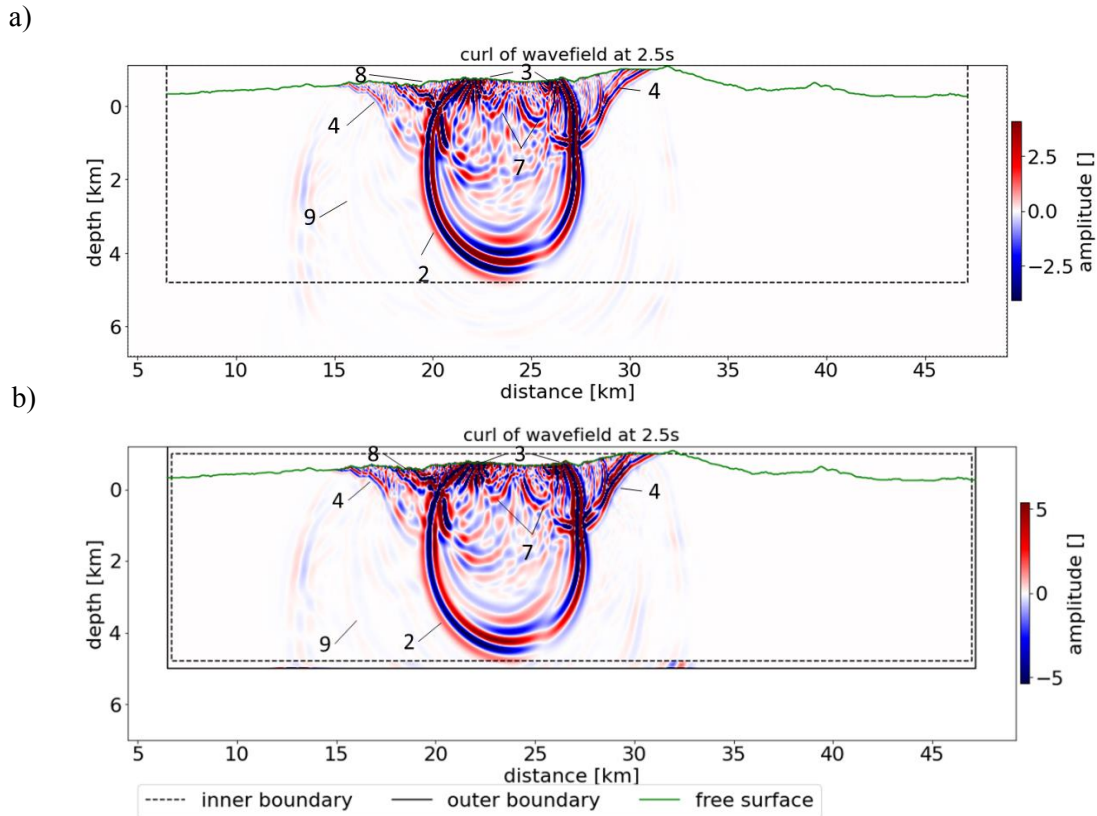 a)
curl of wavefield at 2.5s
8
3
4
4
7
9
2
0
2
4
6
depth [km]
5 10 15 20 25 30 35 40 45
distance [km]
2.5
0.0
−2.5
amplitude [km]
b)
curl of wavefield at 2.5s
8
3
4
4
7
9
2
0
2
4
6
depth [km]
5 10 15 20 25 30 35 40 45
distance [km]
5
0
−5
amplitude []
inner boundary outer boundary free surface